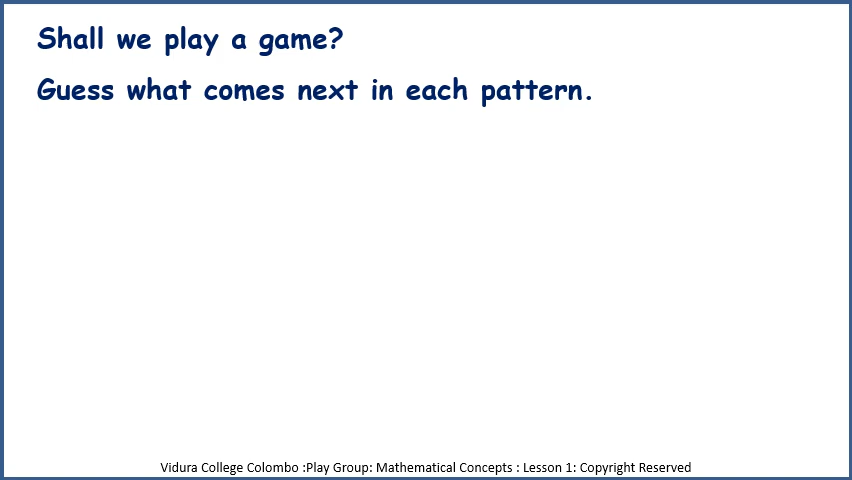 Shall we play a game?
Guess what comes next in each pattern.
Vidura College Colombo :Play Group: Mathematical Concepts : Lesson 1: Copyright Reserved